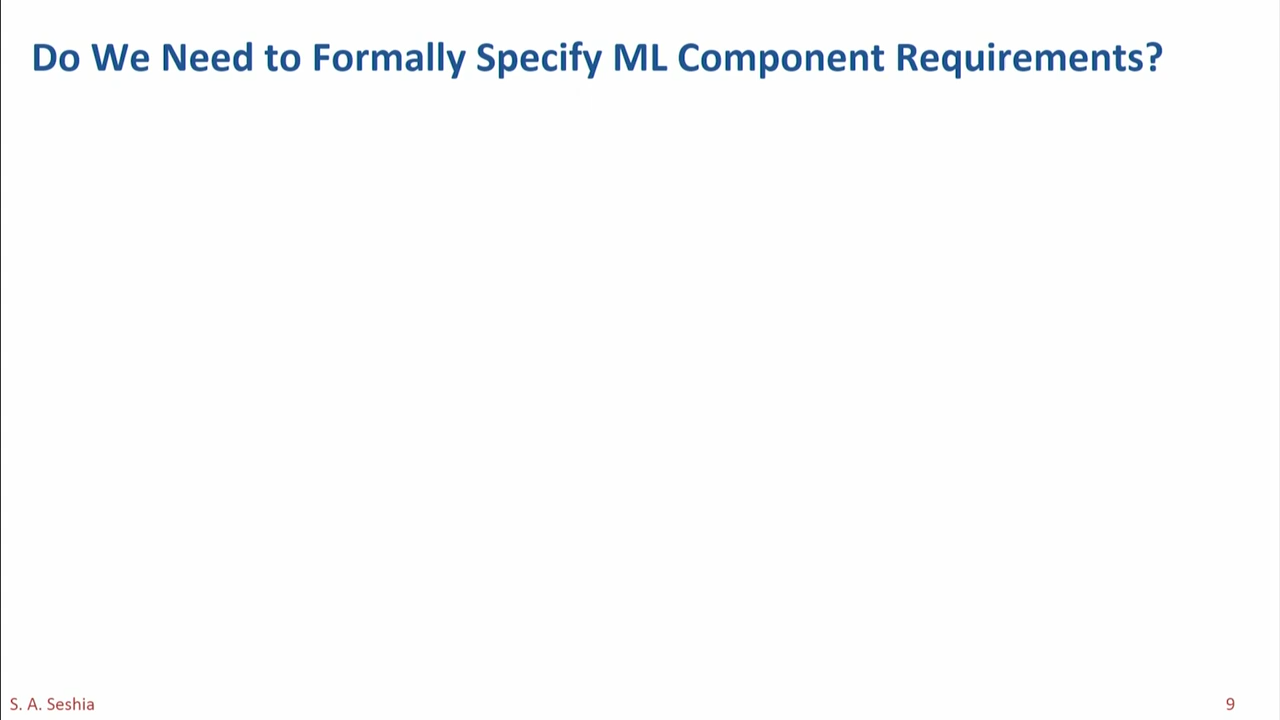 Do We Need to Formally Specify ML Component Requirements?
S. A. Seshia
9